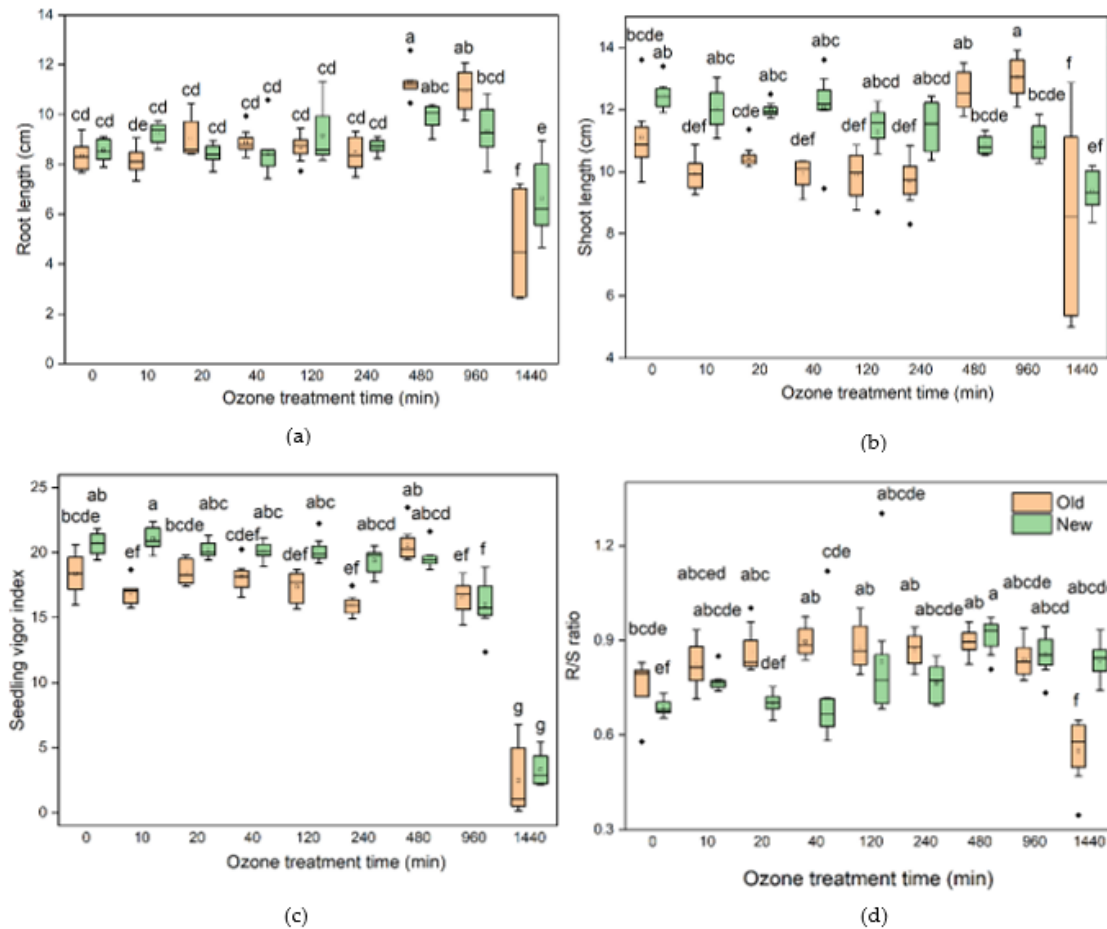 14
12
10
8
6
4
2
0
Root length (cm)
cd cd de cd cd cd cd cd cd cd cd cd a abc ab bcd f e
0 10 20 40 120 240 480 960 1440
Ozone treatment time (min)
(a)
14
12
10
8
6
4
Shoot length (cm)
bcde ab def abc cde abc def abc def abcd def abcd ab bcde a bcde f ef
0 10 20 40 120 240 480 960 1440
Ozone treatment time (min)
(b)
25
20
15
10
5
0
Seedling vigor index
bcde ab ef a bcde abc cdef abc def abc ef abcd ab abcd ef f g g
0 10 20 40 120 240 480 960 1440
Ozone treatment time (min)
(c)
1.2
0.9
0.6
0.3
R/S ratio
Old
New
bcde ef abced abcde abc def ab cde ab abcde ab abcde ab a abcde abcd f abcde
0 10 20 40 120 240 480 960 1440
Ozone treatment time (min)
(d)